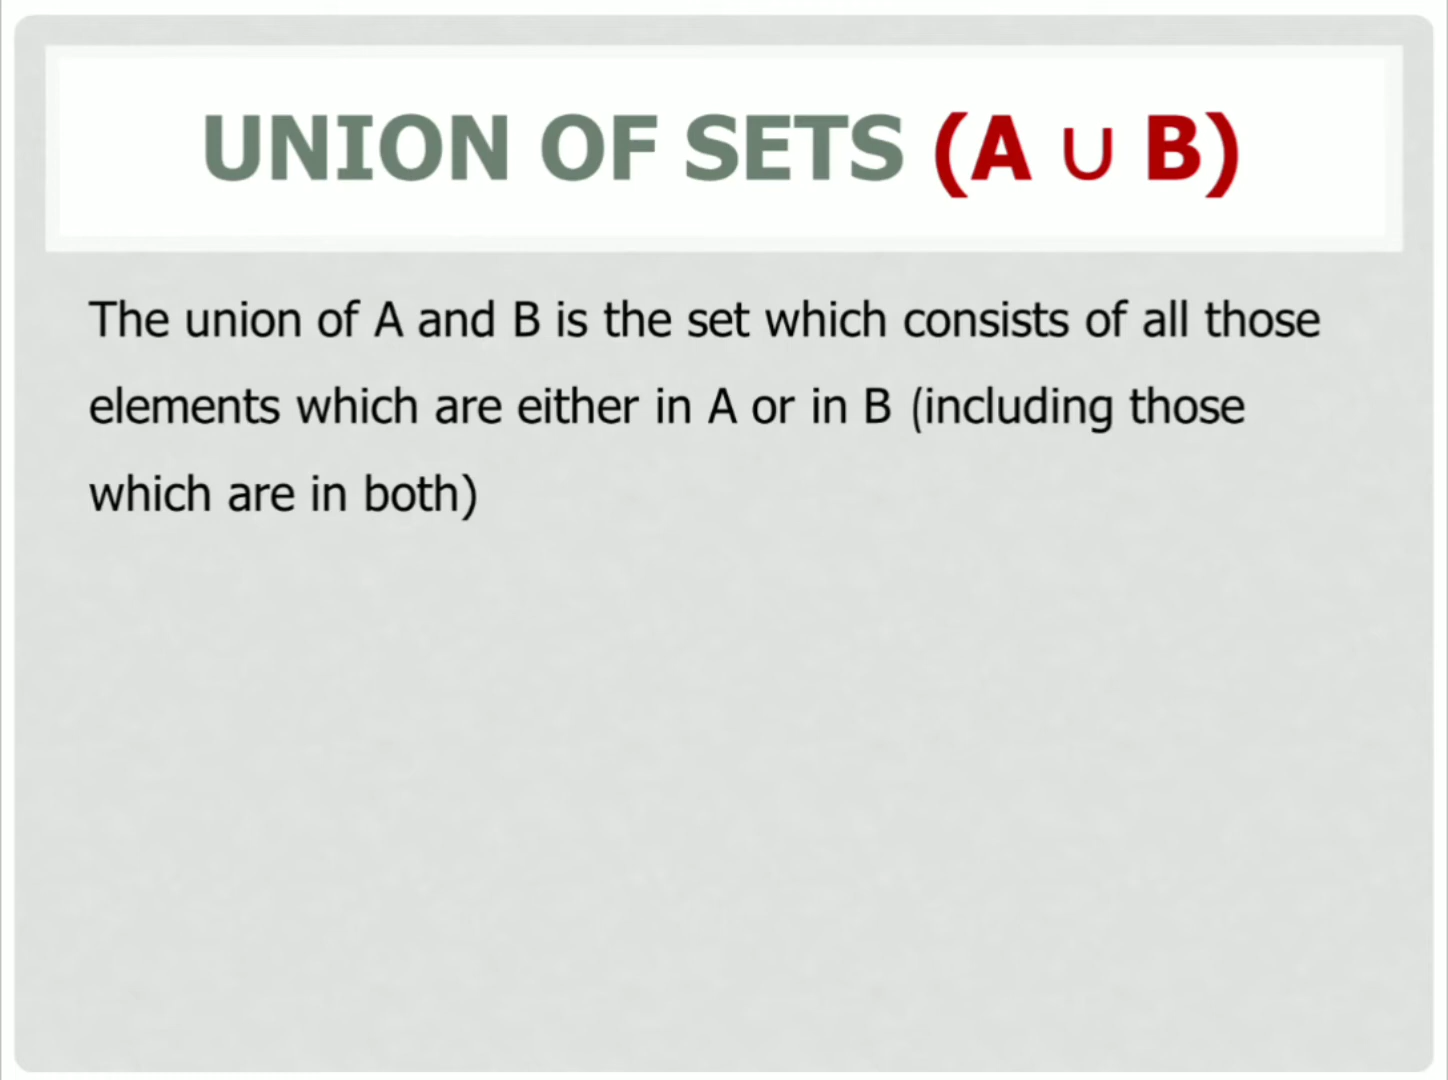 UNION OF SETS (A ∪ B)
The union of A and B is the set which consists of all those
elements which are either in A or in B (including those
which are in both)